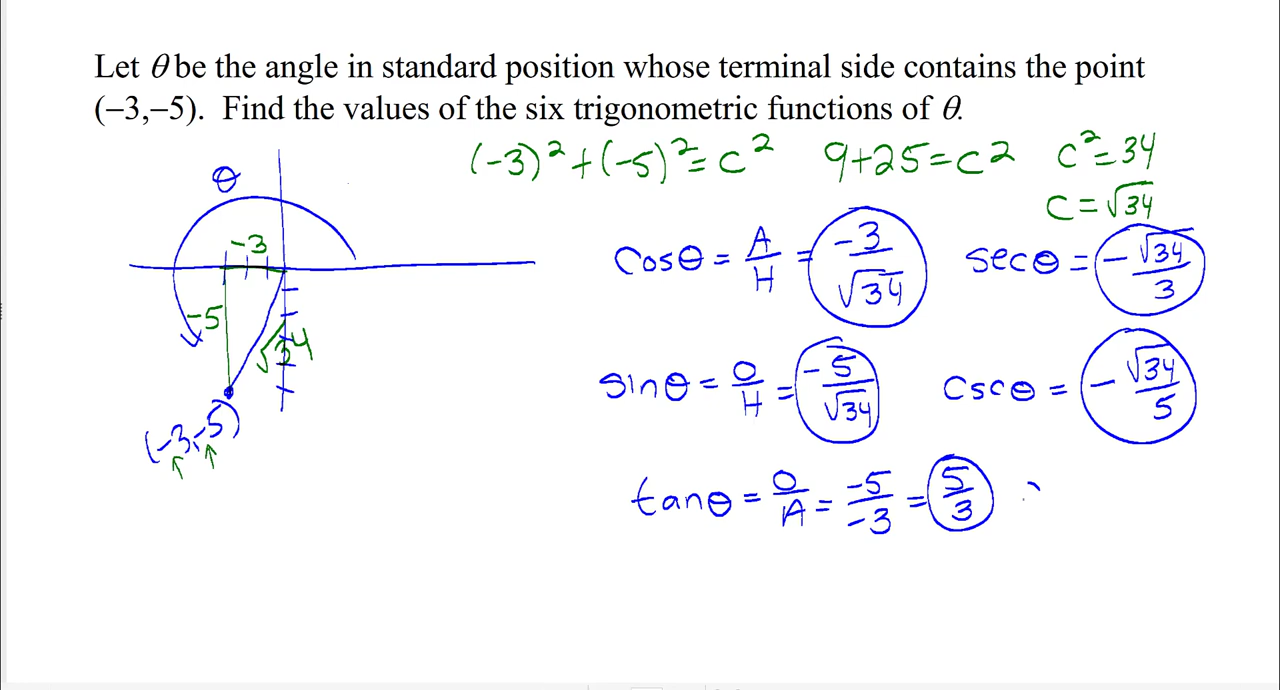 Let θ be the angle in standard position whose terminal side contains the point
(–3,–5). Find the values of the six trigonometric functions of θ.
(-3)² + (-5)² = c² 9+25 = c² c² = 34
c = √34
θ
-3
-5
√34
(-3,-5)
cosθ = A/H = -3/√34 secθ = -√34/3
sinθ = O/H = -5/√34 cscθ = -√34/5
tanθ = O/A = -5/-3 = 5/3